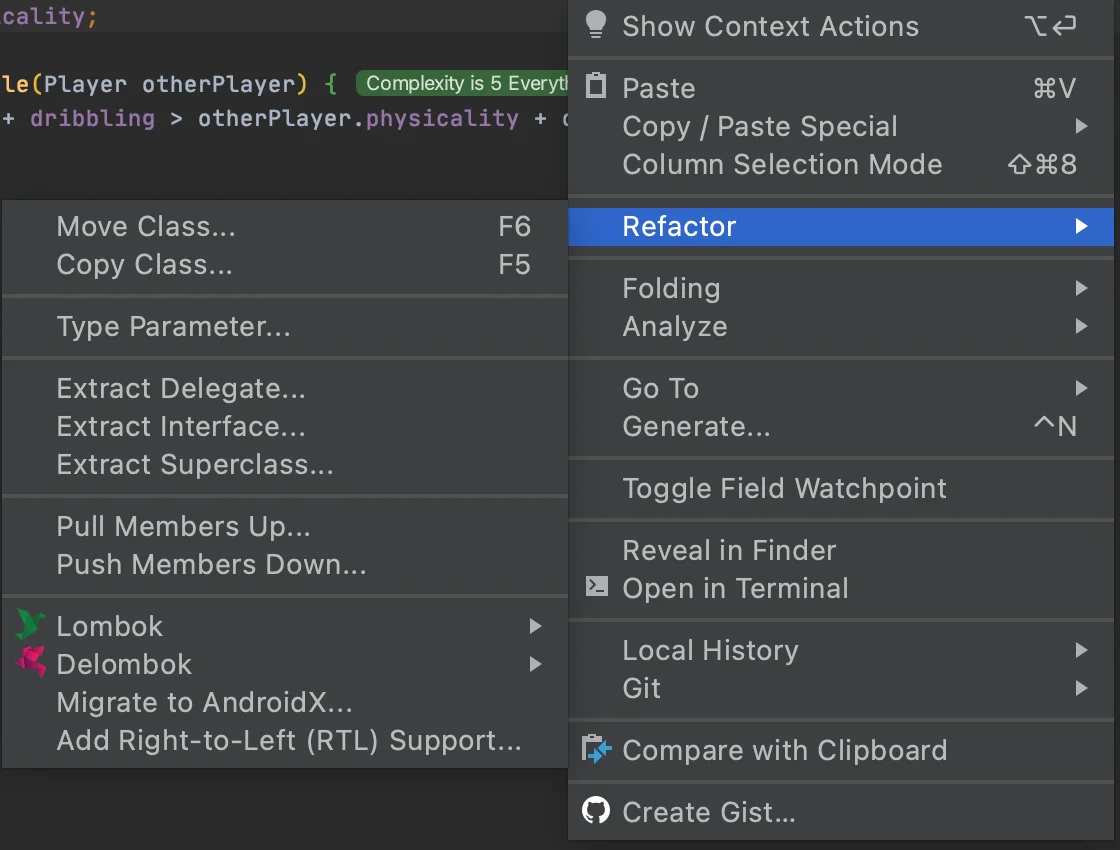 cality;
le(Player otherPlayer) { Complexity is 5 Everyth
+ dribbling > otherPlayer.physicality +
Move Class... F6
Copy Class... F5
Type Parameter...
Extract Delegate...
Extract Interface...
Extract Superclass...
Pull Members Up...
Push Members Down...
Lombok
Delombok
Migrate to AndroidX...
Add Right-to-Left (RTL) Support...
Show Context Actions ⌥⏎
Paste ⌘V
Copy / Paste Special
Column Selection Mode ⇧⌘8
Refactor
Folding
Analyze
Go To
Generate... ^N
Toggle Field Watchpoint
Reveal in Finder
Open in Terminal
Local History
Git
Compare with Clipboard
Create Gist...